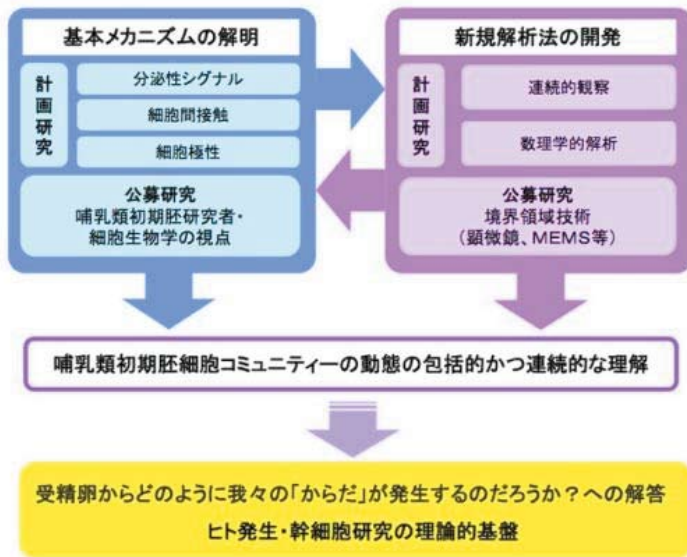 基本メカニズムの解明
計画研究
分泌性シグナル
細胞間接触
細胞極性
公募研究
哺乳類初期胚研究者・
細胞生物学の視点
新規解析法の開発
計画研究
連続的観察
数理学的解析
公募研究
境界領域技術
(顕微鏡、MEMS等)
哺乳類初期胚細胞コミュニティーの動態の包括的かつ連続的な理解
受精卵からどのように我々の「からだ」が発生するのだろうか?への解答
ヒト発生・幹細胞研究の理論的基盤